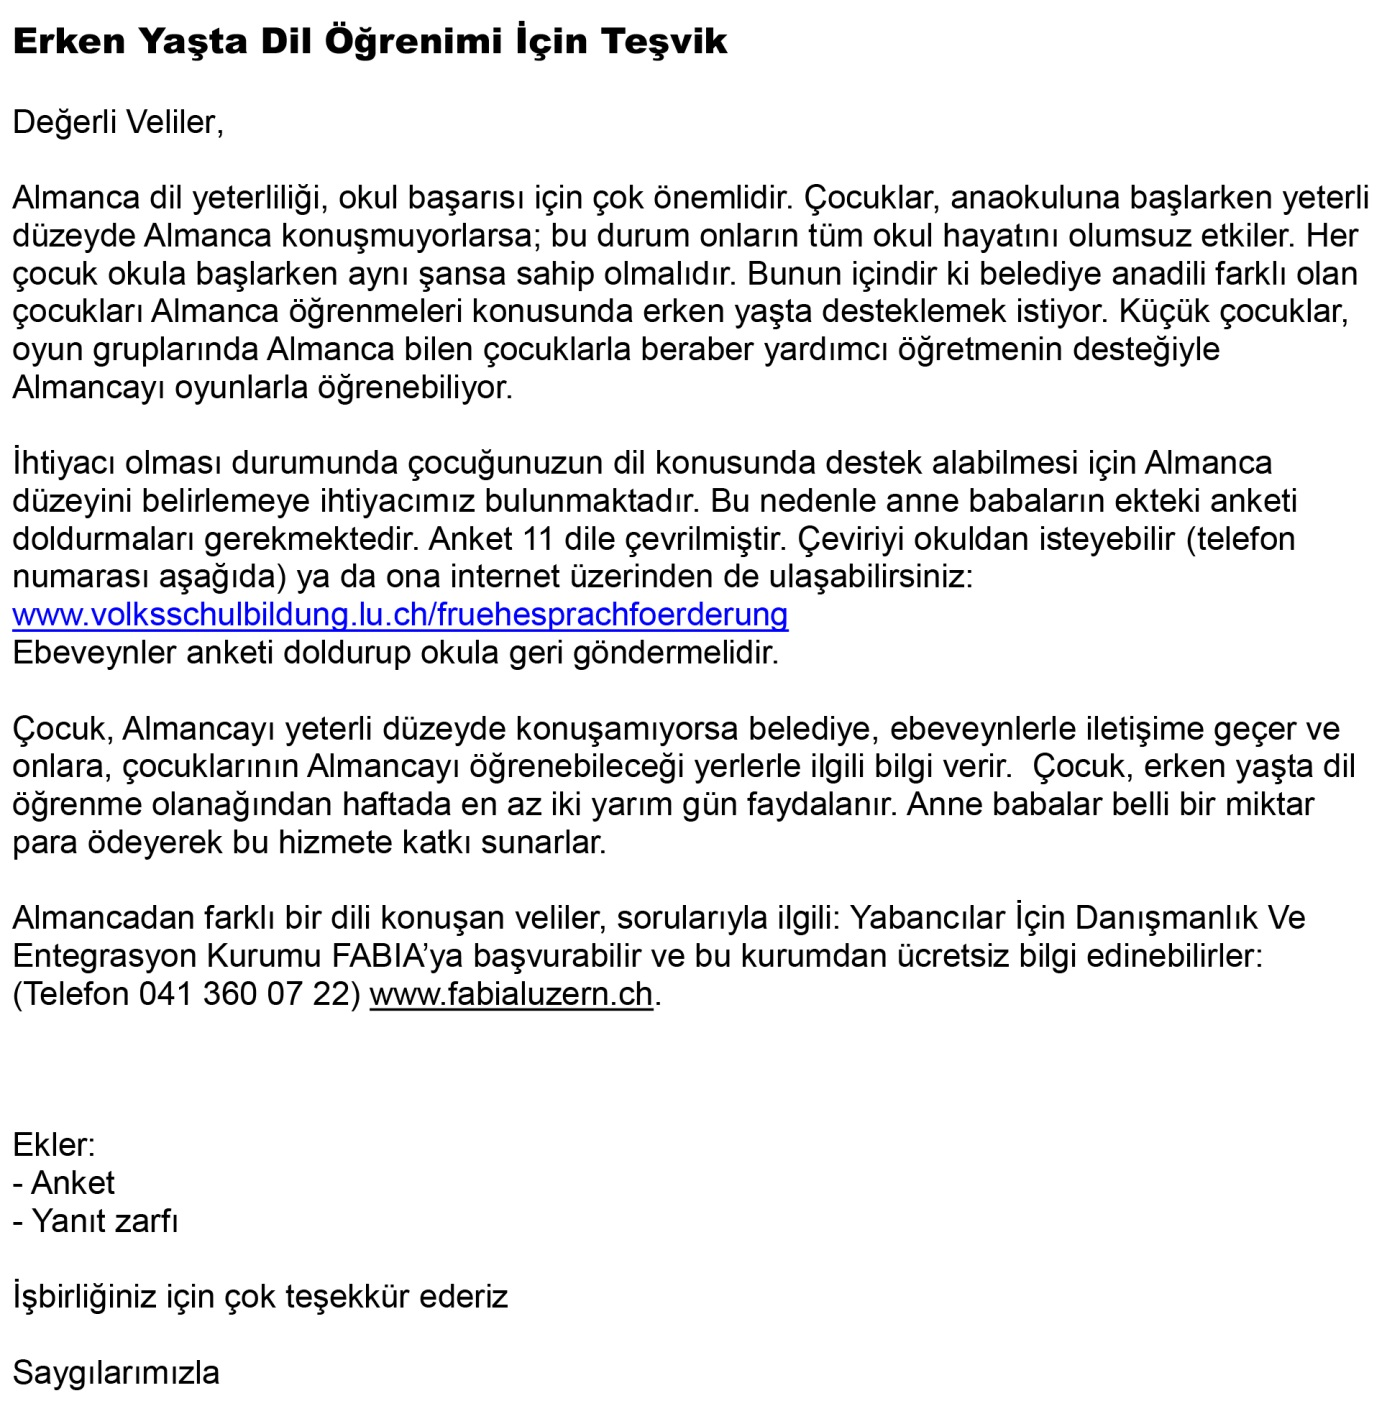 Erken Yaşta Dil Öğrenimi İçin Teşvik
Değerli Veliler,
Almanca dil yeterliliği, okul başarısı için çok önemlidir. Çocuklar, anaokuluna başlarken yeterli
düzeyde Almanca konuşmuyorlarsa; bu durum onların tüm okul hayatını olumsuz etkiler. Her
çocuk okula başlarken aynı şansa sahip olmalıdır. Bunun içindir ki belediye anadili farklı olan
çocukları Almanca öğrenmeleri konusunda erken yaşta desteklemek istiyor. Küçük çocuklar,
oyun gruplarında Almanca bilen çocuklarla beraber yardımcı öğretmenin desteğiyle
Almancayı oyunlarla öğrenebiliyor.
İhtiyacı olması durumunda çocuğunuzun dil konusunda destek alabilmesi için Almanca
düzeyini belirlemeye ihtiyacımız bulunmaktadır. Bu nedenle anne babaların ekteki anketi
doldurmaları gerekmektedir. Anket 11 dile çevrilmiştir. Çeviriyi okuldan isteyebilir (telefon
numarası aşağıda) ya da ona internet üzerinden de ulaşabilirsiniz:
www.volksschulbildung.lu.ch/fruehesprachfoerderung
Ebeveynler anketi doldurup okula geri göndermelidir.
Çocuk, Almancayı yeterli düzeyde konuşamıyorsa belediye, ebeveynlerle iletişime geçer ve
onlara, çocuklarının Almancayı öğrenebileceği yerlerle ilgili bilgi verir.  Çocuk, erken yaşta dil
öğrenme olanağından haftada en az iki yarım gün faydalanır. Anne babalar belli bir miktar
para ödeyerek bu hizmete katkı sunarlar.
Almancadan farklı bir dili konuşan veliler, sorularıyla ilgili: Yabancılar İçin Danışmanlık Ve
Entegrasyon Kurumu FABIA’ya başvurabilir ve bu kurumdan ücretsiz bilgi edinebilirler:
(Telefon 041 360 07 22) www.fabialuzern.ch.
Ekler:
- Anket
- Yanıt zarfı
İşbirliğiniz için çok teşekkür ederiz
Saygılarımızla